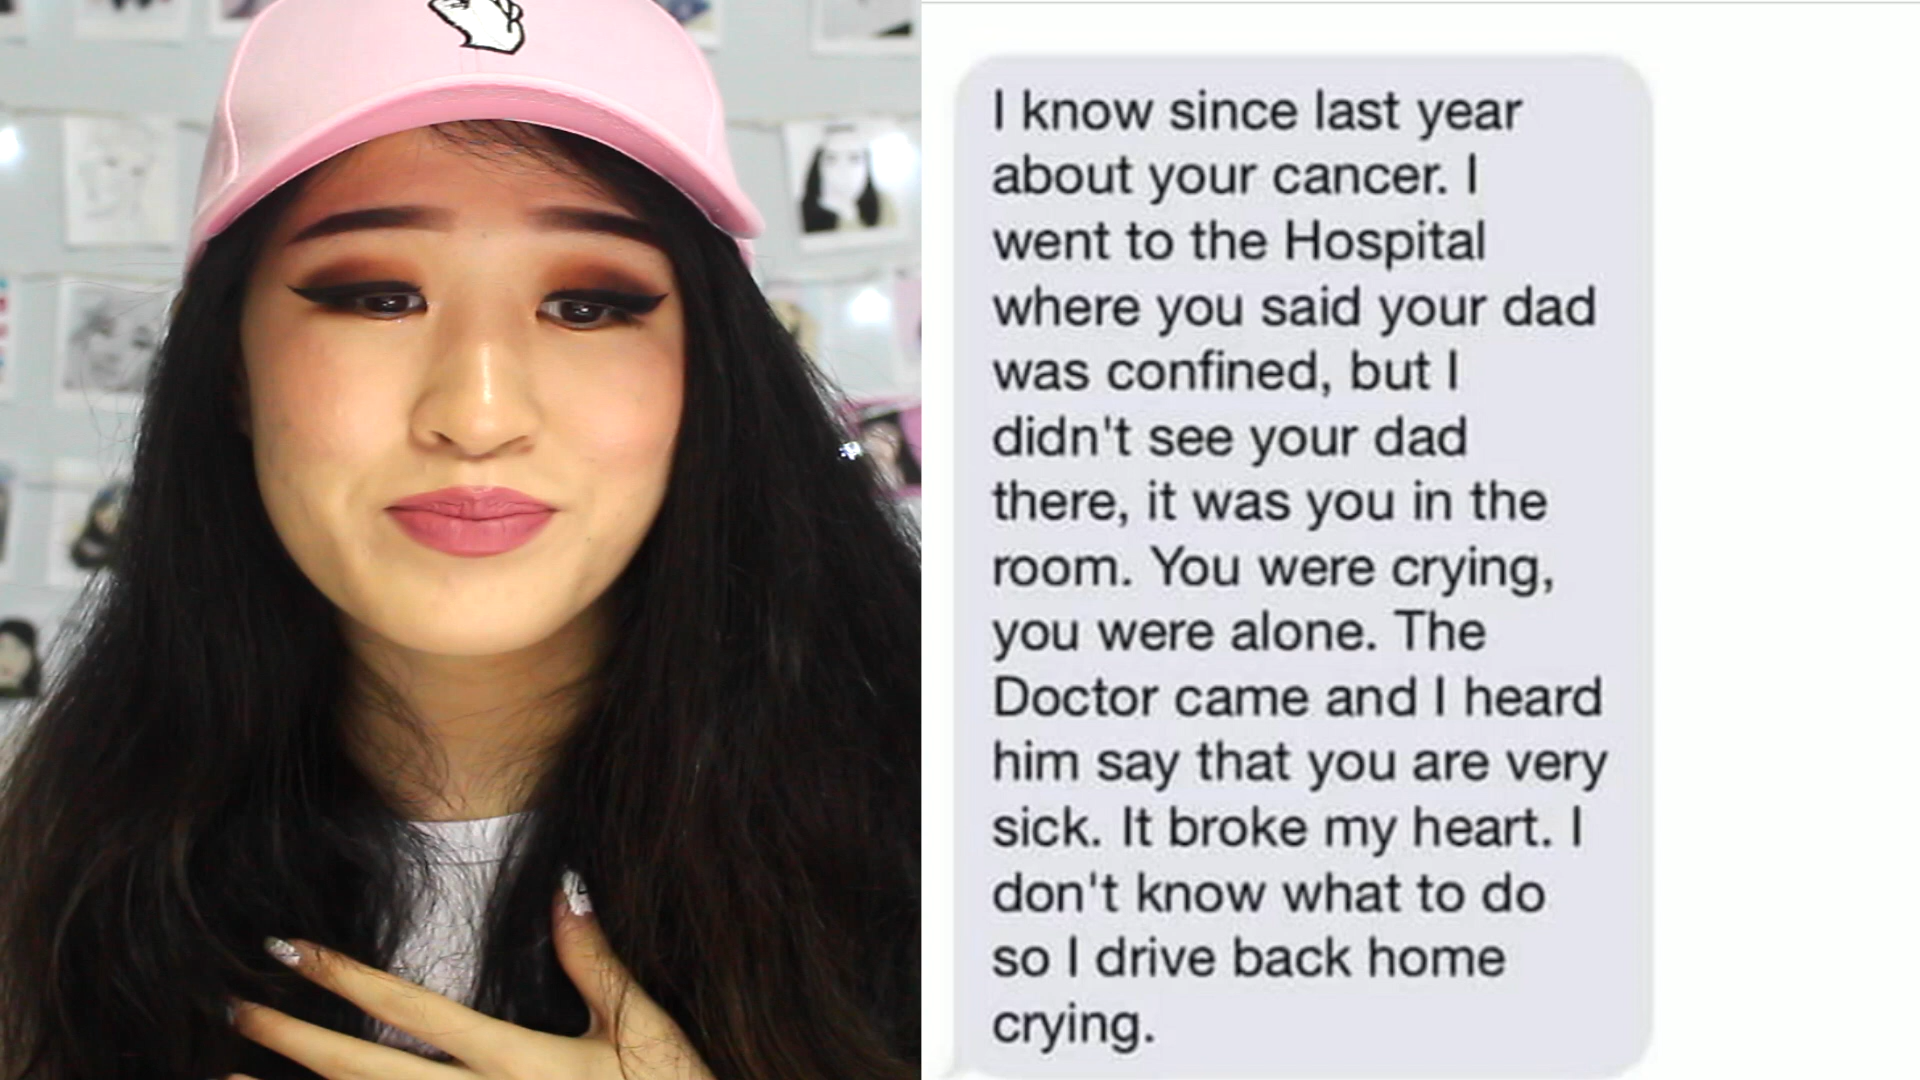 I know since last year
about your cancer. I
went to the Hospital
where you said your dad
was confined, but I
didn't see your dad
there, it was you in the
room. You were crying,
you were alone. The
Doctor came and I heard
him say that you are very
sick. It broke my heart. I
don't know what to do
so I drive back home
crying.